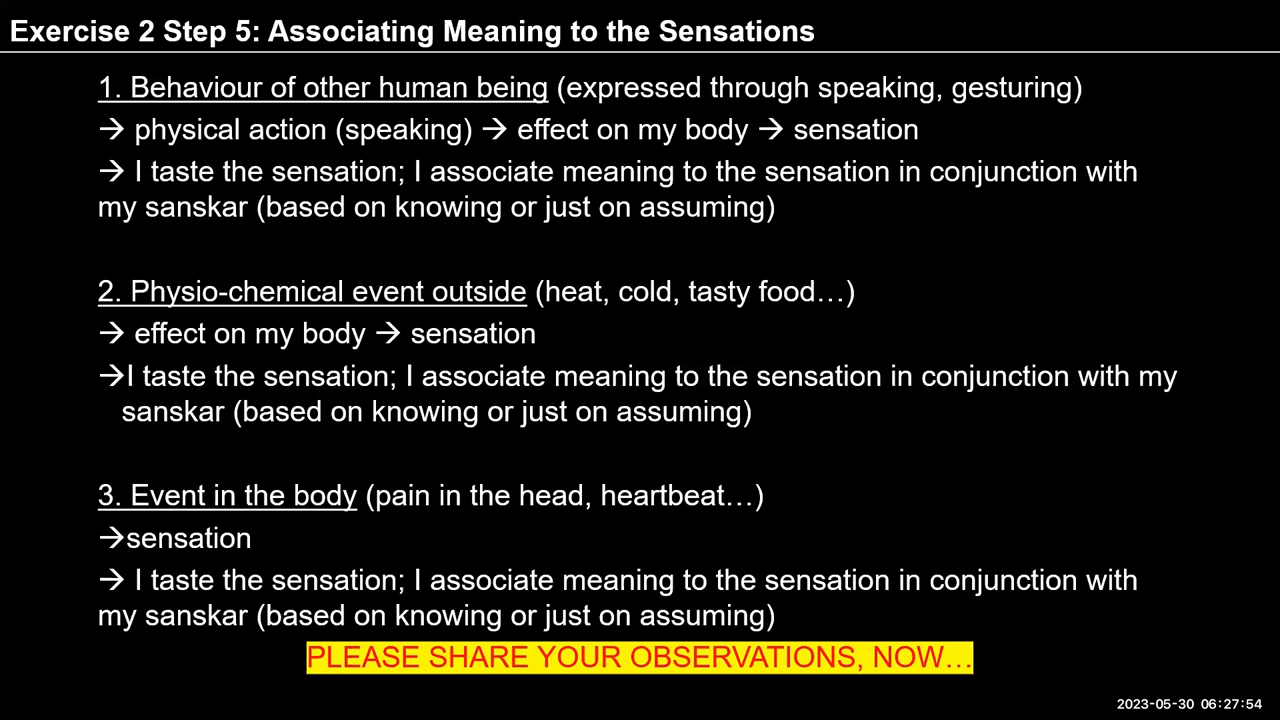 Exercise 2 Step 5: Associating Meaning to the Sensations
1. Behaviour of other human being (expressed through speaking, gesturing)
→ physical action (speaking) → effect on my body → sensation
→ I taste the sensation; I associate meaning to the sensation in conjunction with
my sanskar (based on knowing or just on assuming)
2. Physio-chemical event outside (heat, cold, tasty food…)
→ effect on my body → sensation
→I taste the sensation; I associate meaning to the sensation in conjunction with my
sanskar (based on knowing or just on assuming)
3. Event in the body (pain in the head, heartbeat…)
→sensation
→ I taste the sensation; I associate meaning to the sensation in conjunction with
my sanskar (based on knowing or just on assuming)
PLEASE SHARE YOUR OBSERVATIONS, NOW…
2023-05-30 06:27:54